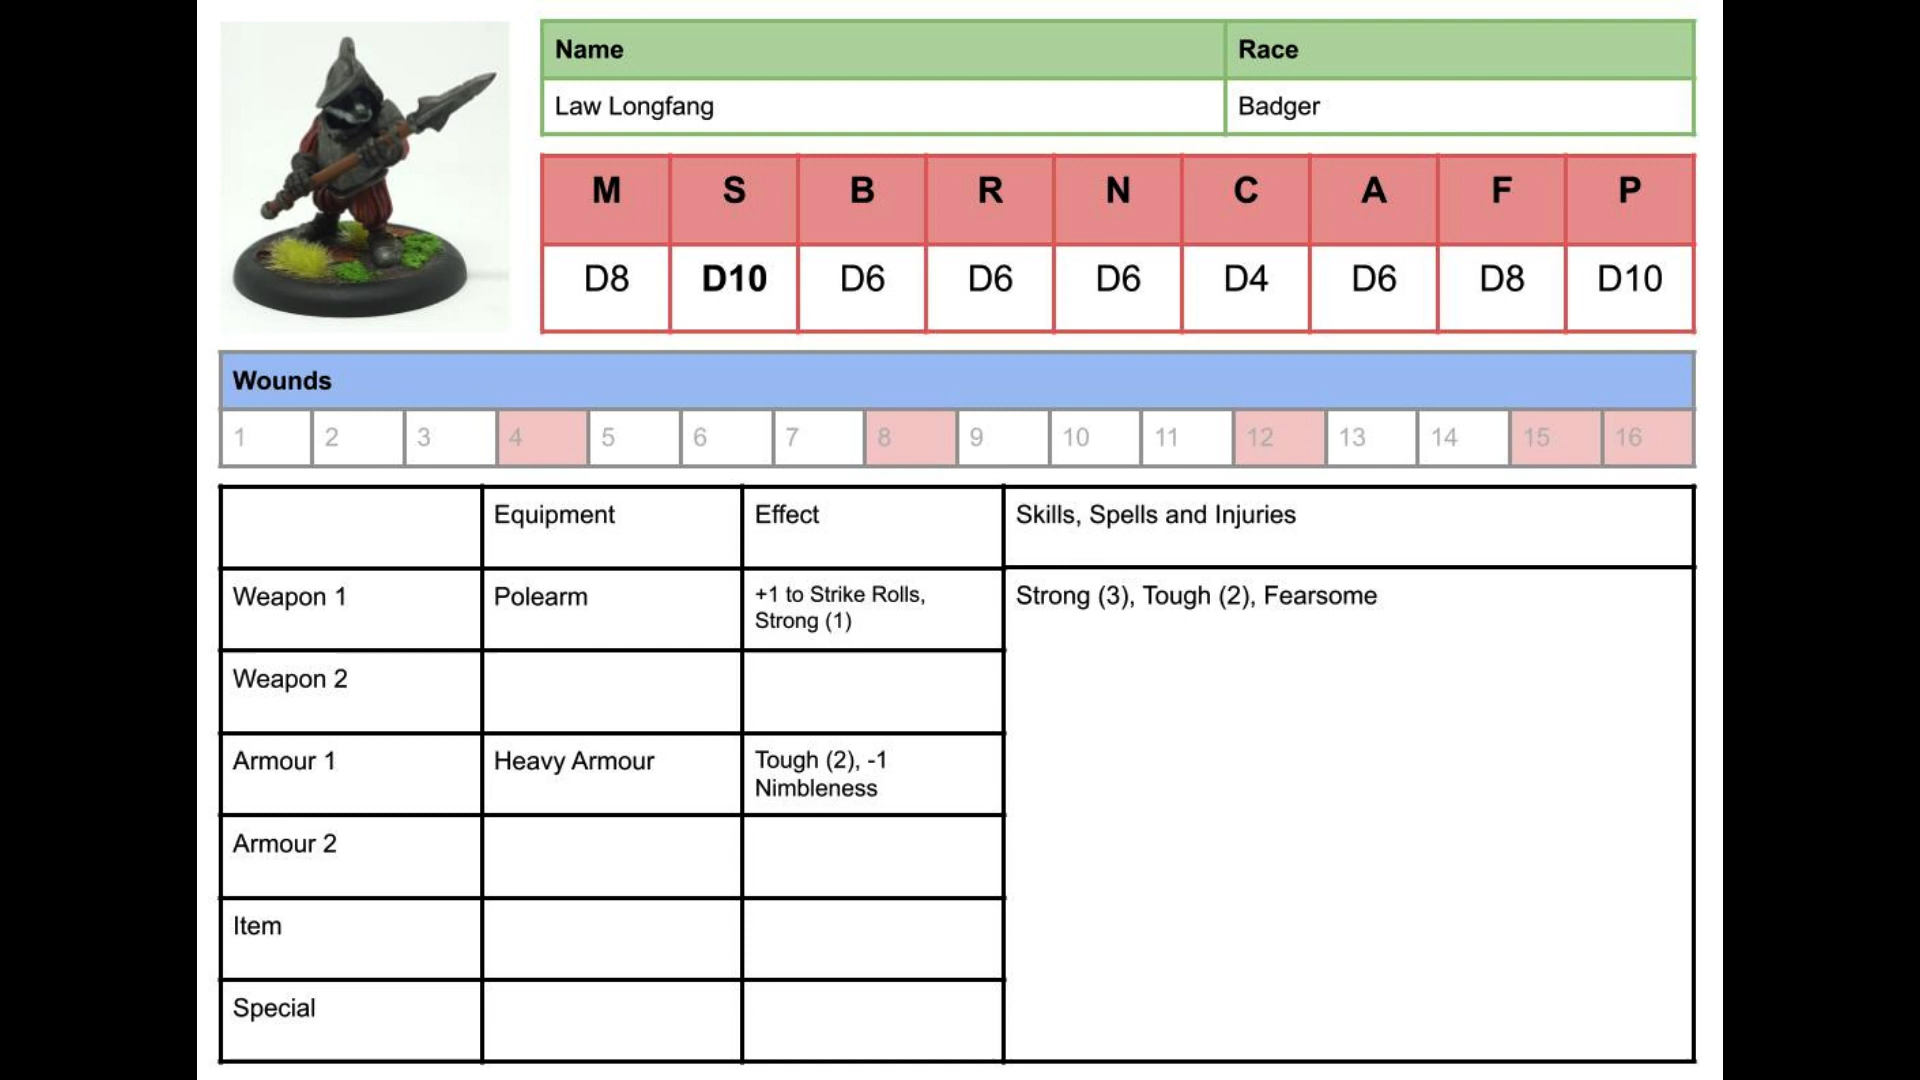 Name Race
Law Longfang Badger
M S B R N C A F P
D8 D10 D6 D6 D6 D4 D6 D8 D10
Wounds
1 2 3 4 5 6 7 8 9 10 11 12 13 14 15 16
Equipment Effect Skills, Spells and Injuries
Weapon 1 Polearm +1 to Strike Rolls, Strong (3), Tough (2), Fearsome
Strong (1)
Weapon 2
Armour 1 Heavy Armour Tough (2), -1
Nimbleness
Armour 2
Item
Special